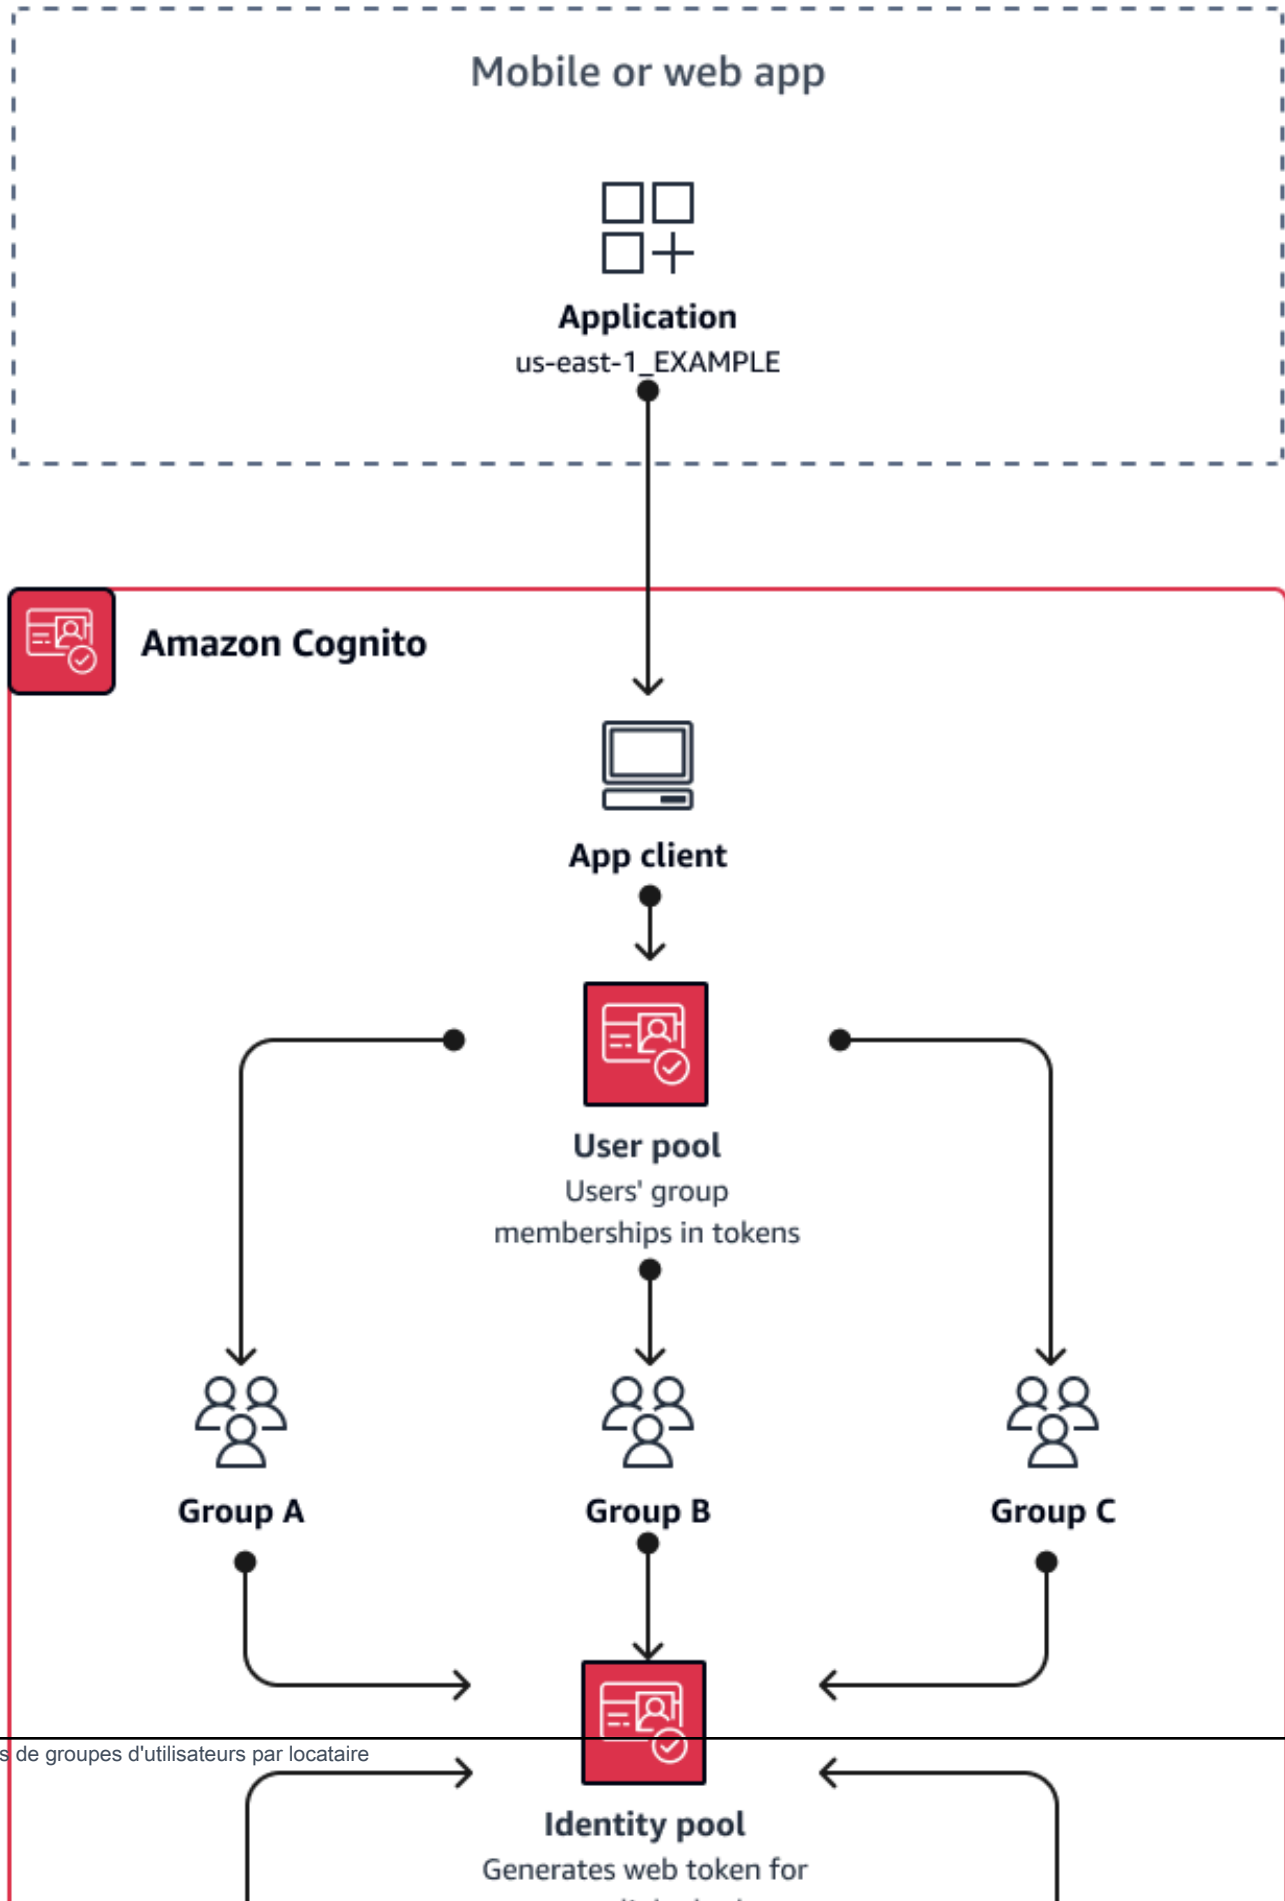 Mobile or web app
Application
us-east-1_EXAMPLE
Amazon Cognito
App client
User pool
Users' group
memberships in tokens
Group A
Group B
Group C
de groupes d'utilisateurs par locataire
Identity pool
Generates web token for